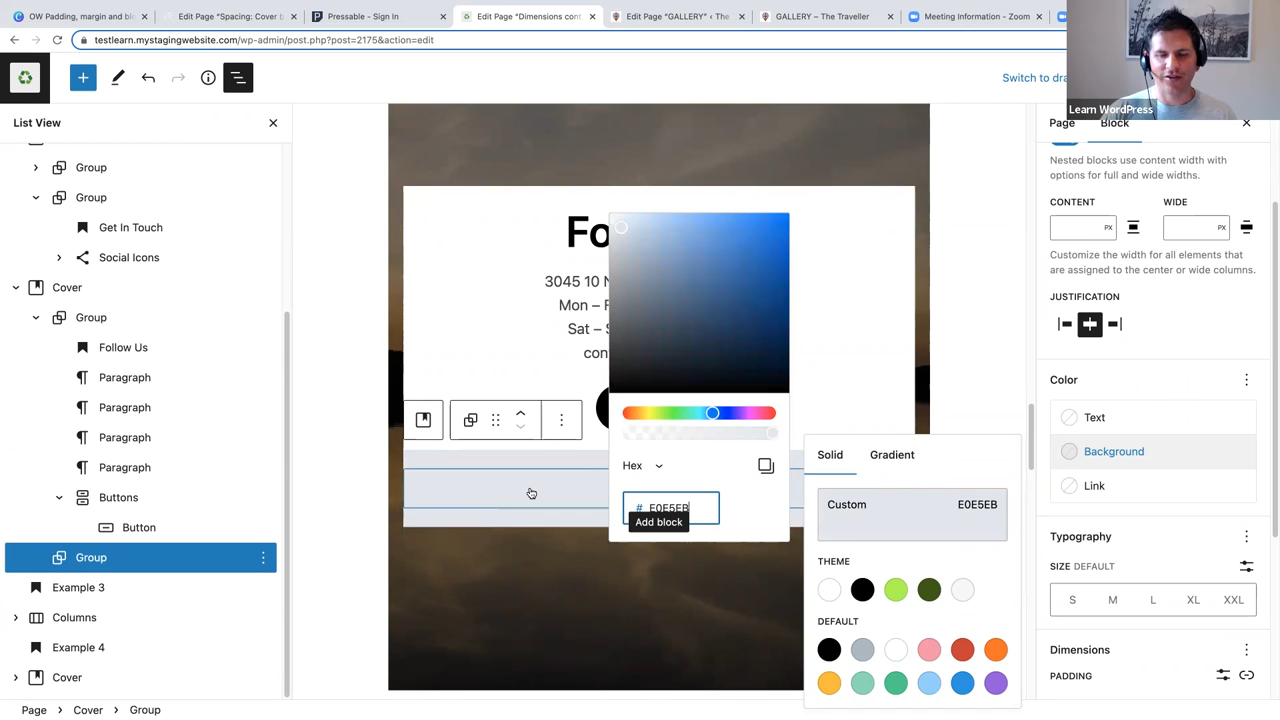 OW Padding, margin and blo
Edit Page "Spacing: Cover b
Pressable - Sign In
Edit Page "Dimensions cont
Edit Page "GALLERY" ‹ The
GALLERY – The Traveller
Meeting Information - Zoom
testlearn.mystagingwebsite.com/wp-admin/post.php?post=2175&action=edit
Switch to dra
Learn WordPress
List View
Page
Block
Group
Group
Get In Touch
Social Icons
Cover
Group
Follow Us
Paragraph
Paragraph
Paragraph
Paragraph
Buttons
Button
Group
Example 3
Columns
Example 4
Cover
Fo
3045 10 N
Mon – F
Sat – S
con
Hex
# E0E5EB
Add block
Solid
Gradient
Custom
E0E5EB
THEME
DEFAULT
Nested blocks use content width with
options for full and wide widths.
CONTENT
WIDE
PX
PX
Customize the width for all elements that
are assigned to the center or wide columns.
JUSTIFICATION
Color
Text
Background
Link
Typography
SIZE DEFAULT
S M L XL XXL
Dimensions
PADDING
Page
Cover
Group